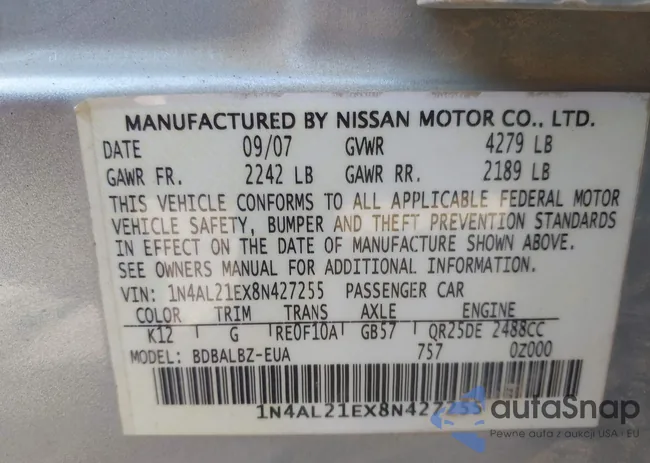 MANUFACTURED BY NISSAN MOTOR CO., LTD.
DATE 09/07 GVWR 4279 LB
GAWR FR. 2242 LB GAWR RR. 2189 LB
THIS VEHICLE CONFORMS TO ALL APPLICABLE FEDERAL MOTOR
VEHICLE SAFETY, BUMPER AND THEFT PREVENTION STANDARDS
IN EFFECT ON THE DATE OF MANUFACTURE SHOWN ABOVE.
SEE OWNERS MANUAL FOR ADDITIONAL INFORMATION.
VIN: 1N4AL21EX8N427255 PASSENGER CAR
COLOR TRIM TRANS AXLE ENGINE
K12 G RE0F10A GB57 QR25DE 2488CC
MODEL: BDBALBZ-EUA 757 0Z000
1N4AL21EX8N427255
autaSnap
Pewne auta z aukcji USA i EU